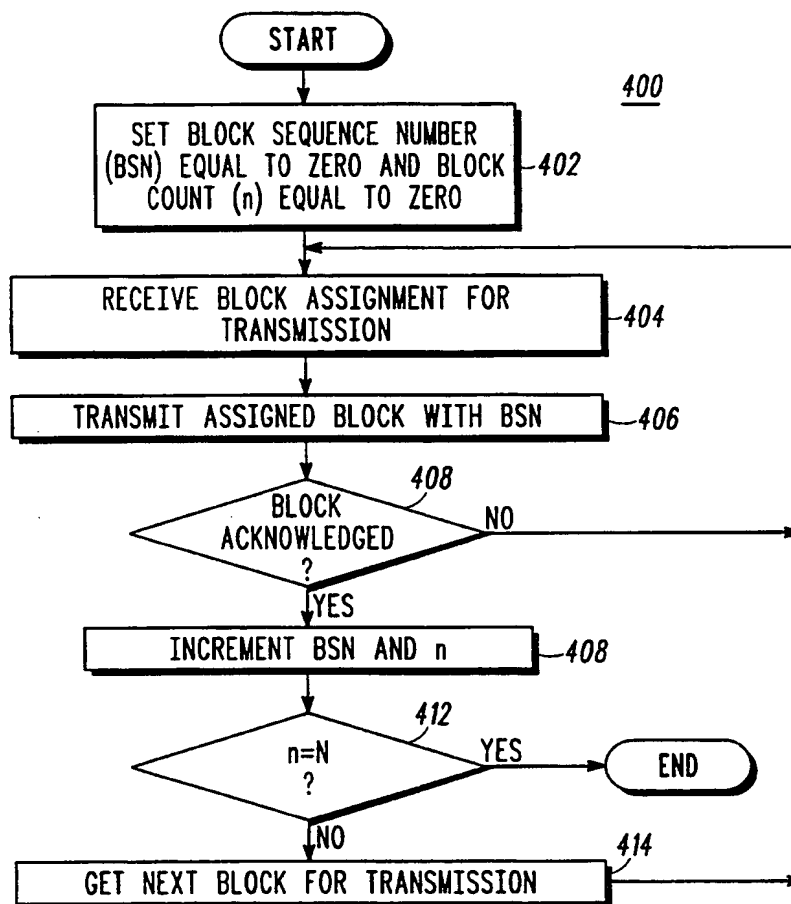 START
400
SET BLOCK SEQUENCE NUMBER
(BSN) EQUAL TO ZERO AND BLOCK
COUNT (n) EQUAL TO ZERO
402
RECEIVE BLOCK ASSIGNMENT FOR
TRANSMISSION
404
TRANSMIT ASSIGNED BLOCK WITH BSN
406
408
BLOCK
ACKNOWLEDGED
?
NO
YES
INCREMENT BSN AND n
408
412
n=N
?
YES
END
NO
414
GET NEXT BLOCK FOR TRANSMISSION